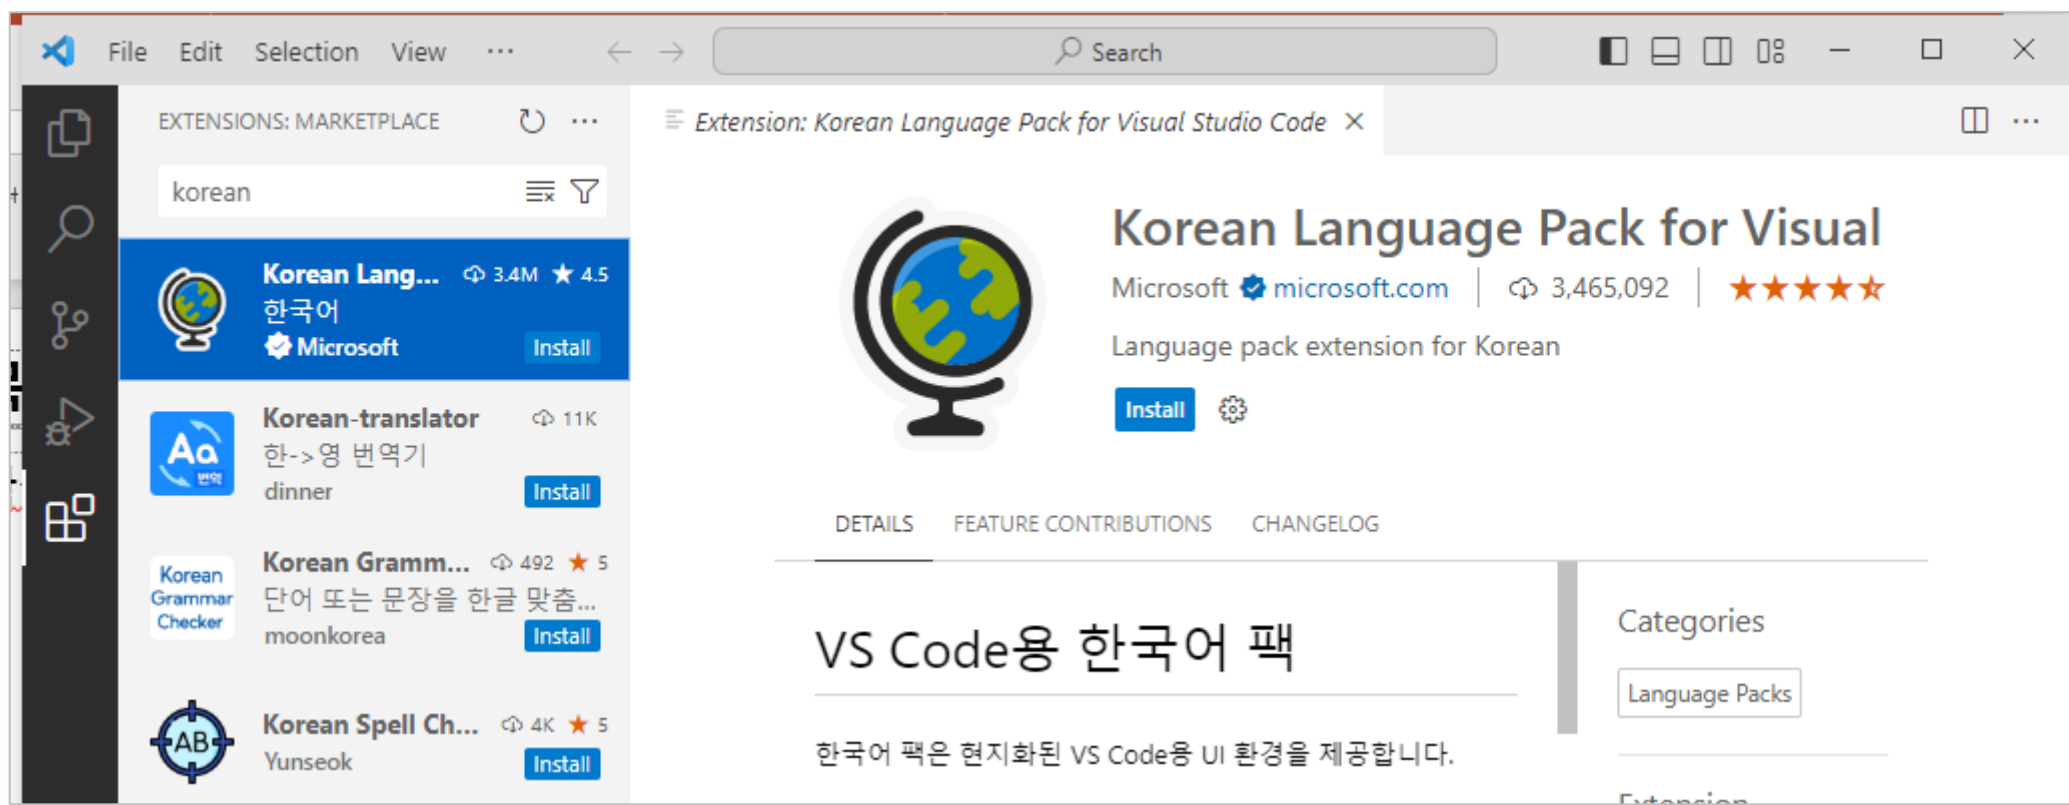 File Edit Selection View ··· Search
EXTENSIONS: MARKETPLACE
korean
Korean Lang... 3.4M ★ 4.5
한국어
Microsoft Install
Aa
번역
Korean-translator 11K
한->영 번역기
dinner Install
Korean
Grammar
Checker
Korean Gramm... 492 ★ 5
단어 또는 문장을 한글 맞춤...
moonkorea Install
AB
Korean Spell Ch... 4K ★ 5
Yunseok Install
Extension: Korean Language Pack for Visual Studio Code
Korean Language Pack for Visual
Microsoft microsoft.com | 3,465,092 |
Language pack extension for Korean
Install
DETAILS FEATURE CONTRIBUTIONS CHANGELOG
VS Code용 한국어 팩
한국어 팩은 현지화된 VS Code용 UI 환경을 제공합니다.
Categories
Language Packs
Extension